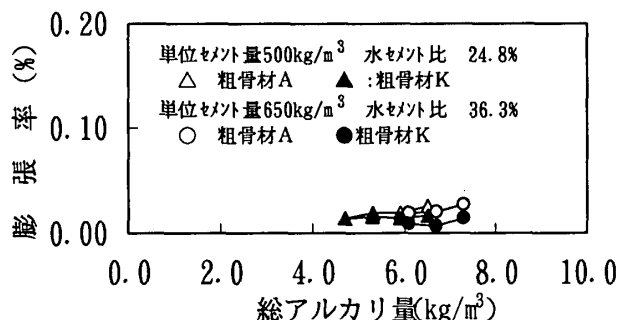 0.20
0.10
0.00
膨張率(%)
単位セメント量500kg/m³ 水セメント比 24.8%
△ 粗骨材A ▲ :粗骨材K
単位セメント量650kg/m³ 水セメント比 36.3%
○ 粗骨材A ●粗骨材K
0.0 2.0 4.0 6.0 8.0 10.0
総アルカリ量(kg/m³)